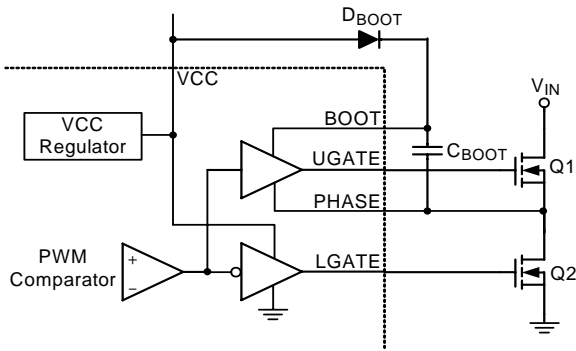 DBOOT
VCC
VIN
VCC
Regulator
BOOT
CBOOT
UGATE
Q1
PHASE
PWM
Comparator
+
−
LGATE
Q2